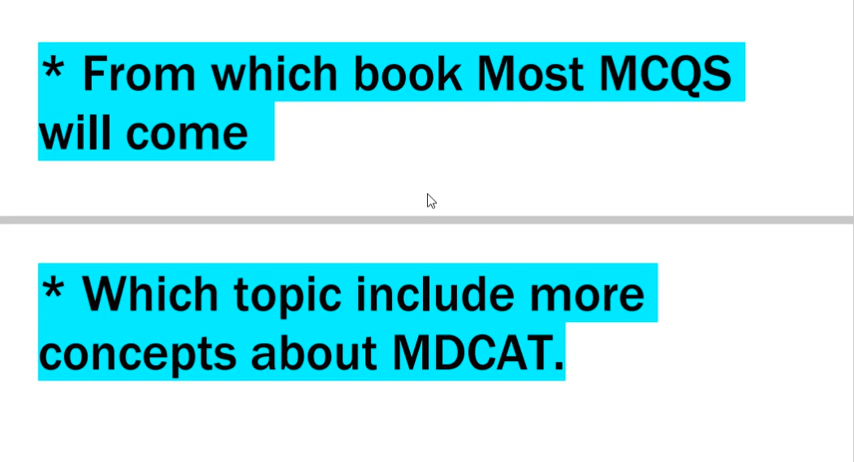 * From which book Most MCQS
will come
* Which topic include more
concepts about MDCAT.